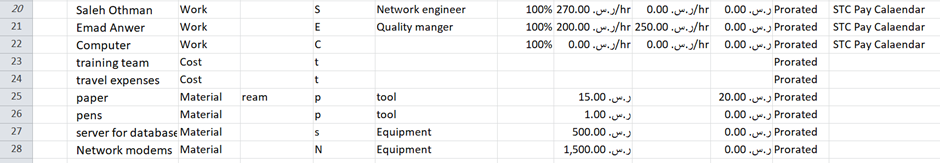 20 Saleh Othman Work S Network engineer 100% 270.00 ر.س./hr 0.00 ر.س./hr 0.00 ر.س. Prorated STC Pay Calaendar
21 Emad Anwer Work E Quality manger 100% 200.00 ر.س./hr 250.00 ر.س./hr 0.00 ر.س. Prorated STC Pay Calaendar
22 Computer Work C 100% 0.00 ر.س./hr 0.00 ر.س./hr 0.00 ر.س. Prorated STC Pay Calaendar
23 training team Cost t Prorated
24 travel expenses Cost t Prorated
25 paper Material ream p tool 15.00 ر.س. 20.00 ر.س. Prorated
26 pens Material p tool 1.00 ر.س. 0.00 ر.س. Prorated
27 server for database Material s Equipment 500.00 ر.س. 0.00 ر.س. Prorated
28 Network modems Material N Equipment 1,500.00 ر.س. 0.00 ر.س. Prorated